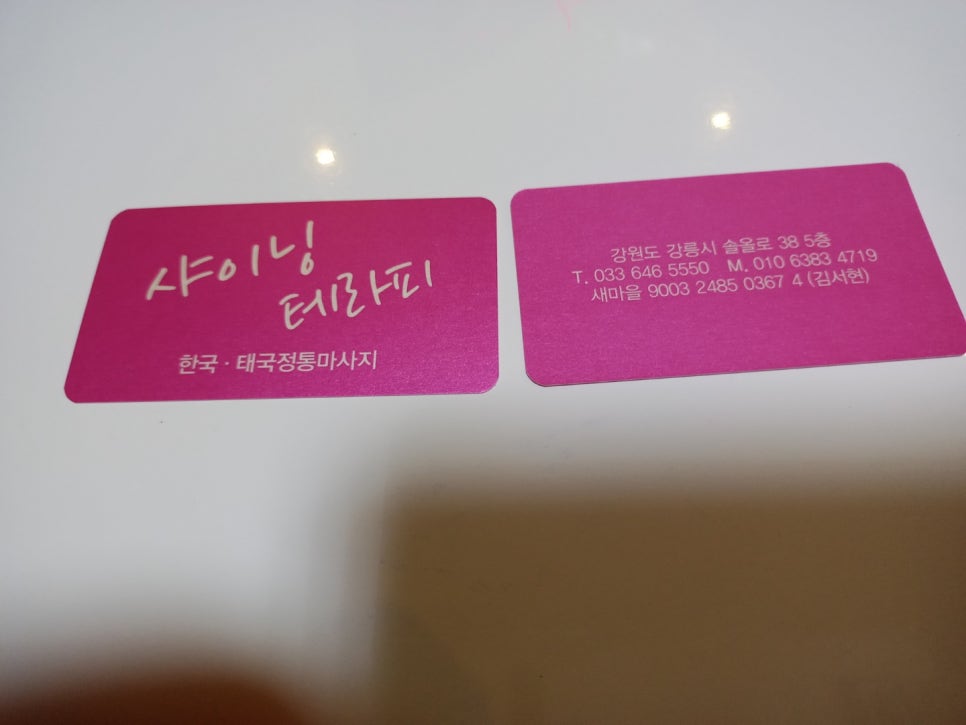 샤이닝
테라피
한국 · 태국정통마사지
강원도 강릉시 솔올로 38 5층
T. 033 646 5550 M. 010 6383 4719
새마을 9003 2485 0367 4 (김서현)